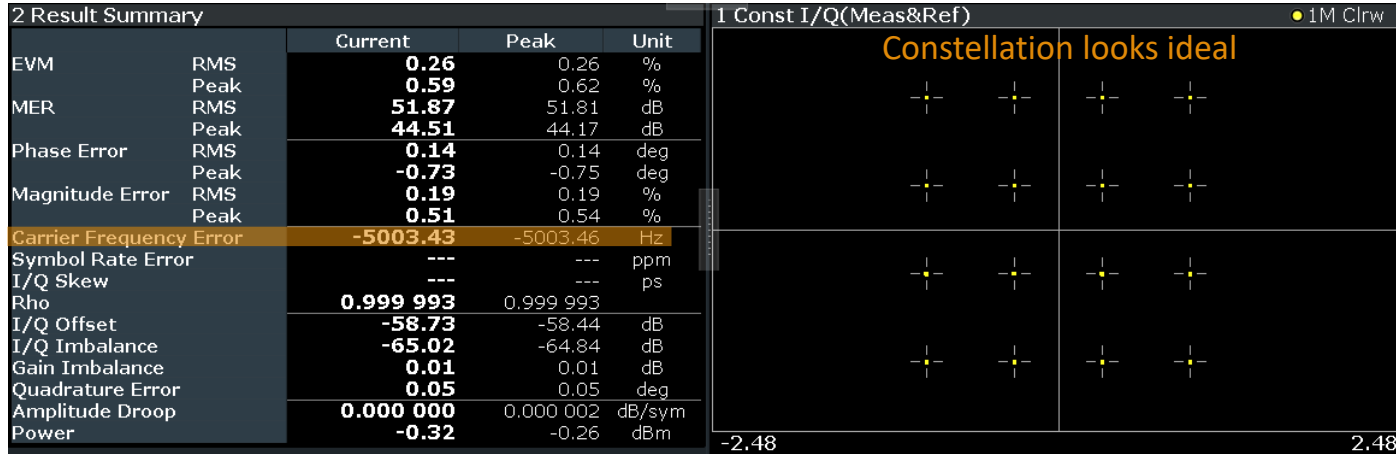 2 Result Summary
Current Peak Unit
EVM RMS 0.26 0.26 %
Peak 0.59 0.62 %
MER RMS 51.87 51.81 dB
Peak 44.51 44.17 dB
Phase Error RMS 0.14 0.14 deg
Peak -0.73 -0.75 deg
Magnitude Error RMS 0.19 0.19 %
Peak 0.51 0.54 %
Carrier Frequency Error -5003.43 -5003.46 Hz
Symbol Rate Error --- --- ppm
I/Q Skew --- --- ps
Rho 0.999 993 0.999 993
I/Q Offset -58.73 -58.44 dB
I/Q Imbalance -65.02 -64.84 dB
Gain Imbalance 0.01 0.01 dB
Quadrature Error 0.05 0.05 deg
Amplitude Droop 0.000 000 0.000 002 dB/sym
Power -0.32 -0.26 dBm
1 Const I/Q(Meas&Ref) 1M Clrw
Constellation looks ideal
-2.48 2.48